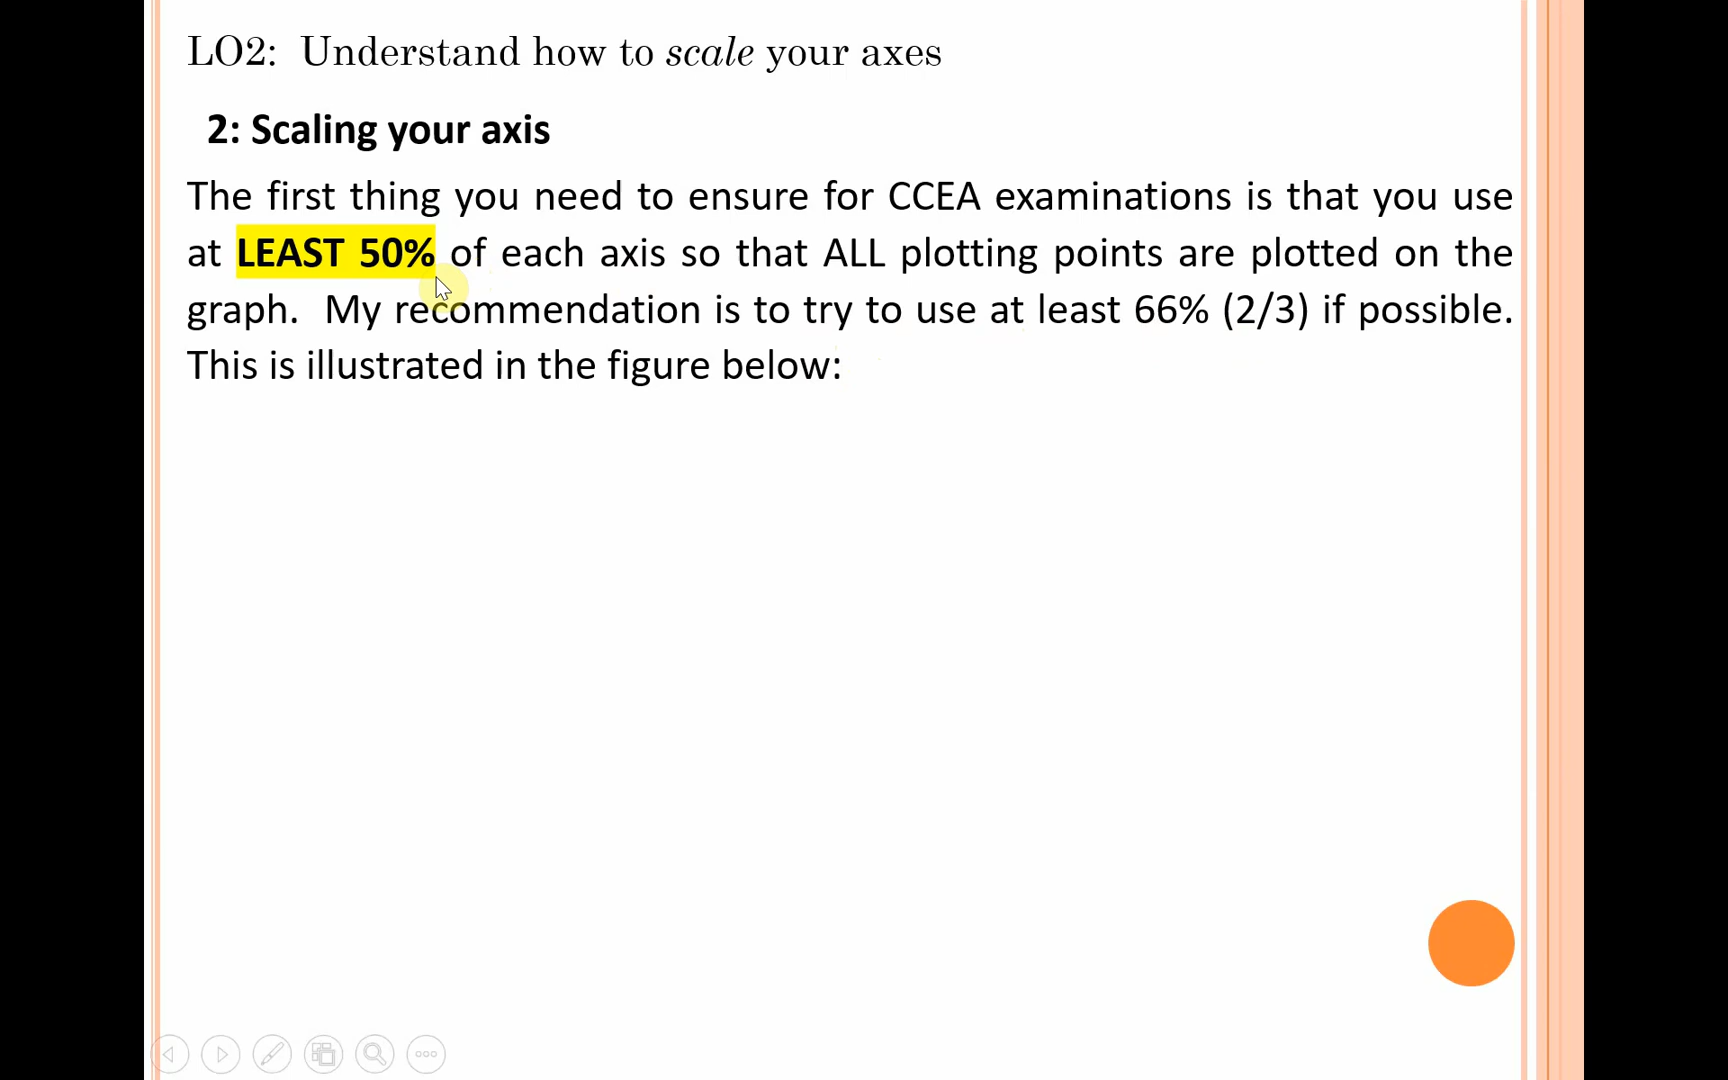 LO2: Understand how to scale your axes
2: Scaling your axis
The first thing you need to ensure for CCEA examinations is that you use
at LEAST 50% of each axis so that ALL plotting points are plotted on the
graph. My recommendation is to try to use at least 66% (2/3) if possible.
This is illustrated in the figure below: